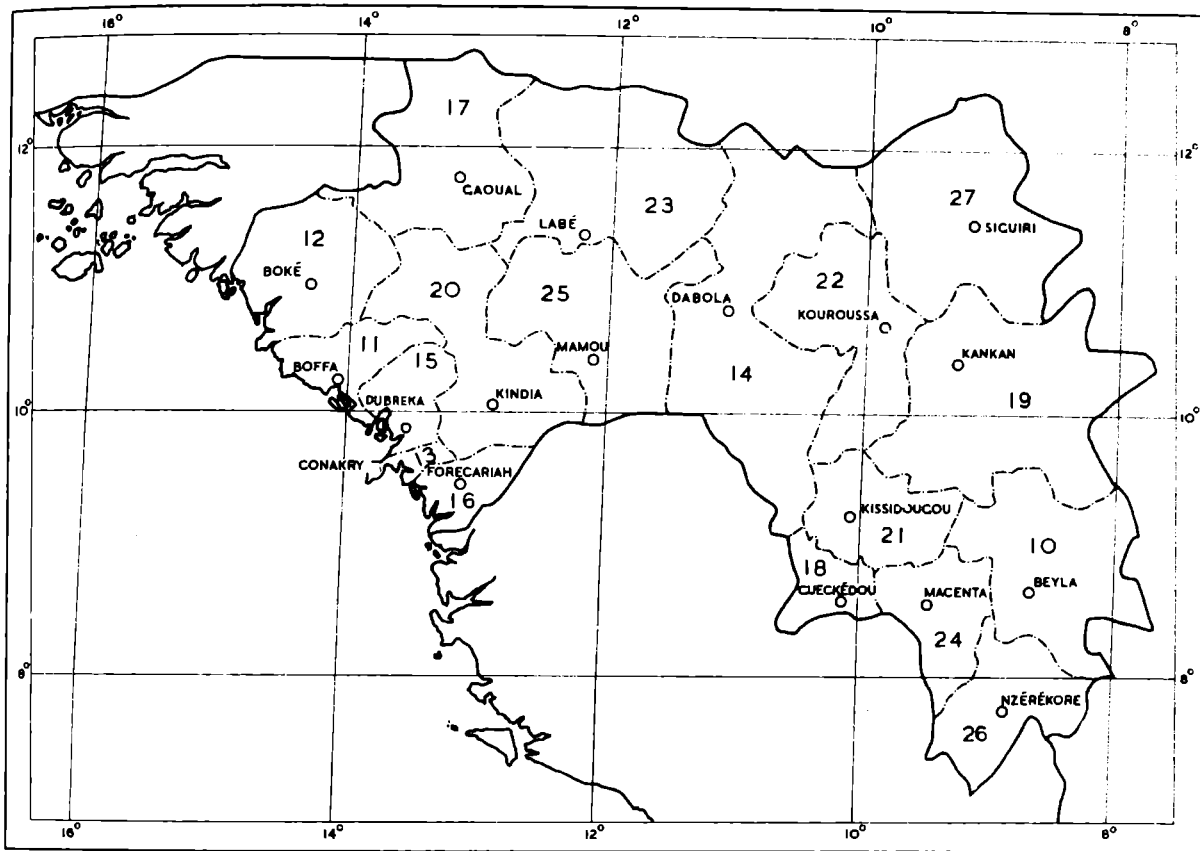 16° 14° 12° 10° 8°
17
12° 12°
GAOUAL
27
23
LABÉ
SIGUIRI
12
BOKÉ
20 25 22
DABOLA
KOUROUSSA
11
15
MAMOU
14
KANKAN
BOFFA
KINDIA
19
DUBREKA
10° 10°
CONAKRY
13
FORECARIAH
16
KISSIDOUGOU
21
10
18
GUECKÉDOU
MACENTA
BEYLA
24
8° 8°
NZÉRÉKORE
26
16° 14° 12° 10° 8°